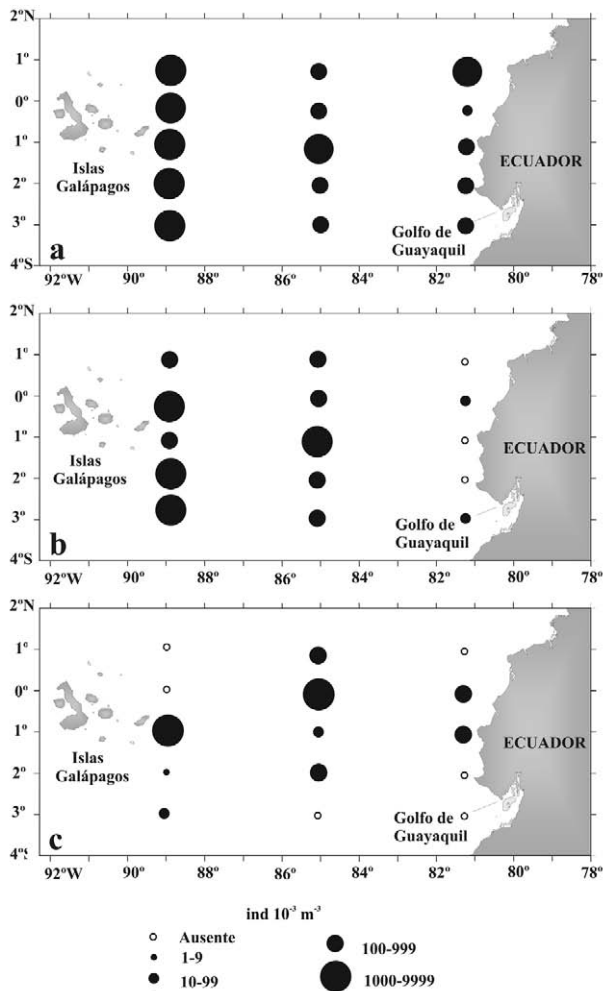 2ºN
1º
0º
1º
2º
3º
4ºS
Islas
Galápagos
ECUADOR
Golfo de
Guayaquil
a
92ºW 90º 88º 86º 84º 82º 80º 78º
2ºN
1º
0º
1º
2º
3º
4ºS
Islas
Galápagos
ECUADOR
Golfo de
Guayaquil
b
92ºW 90º 88º 86º 84º 82º 80º 78º
2ºN
1º
0º
1º
2º
3º
4ºS
Islas
Galápagos
ECUADOR
Golfo de
Guayaquil
c
92ºW 90º 88º 86º 84º 82º 80º 78º
ind 10⁻³ m⁻³
Ausente
1-9
10-99
100-999
1000-9999